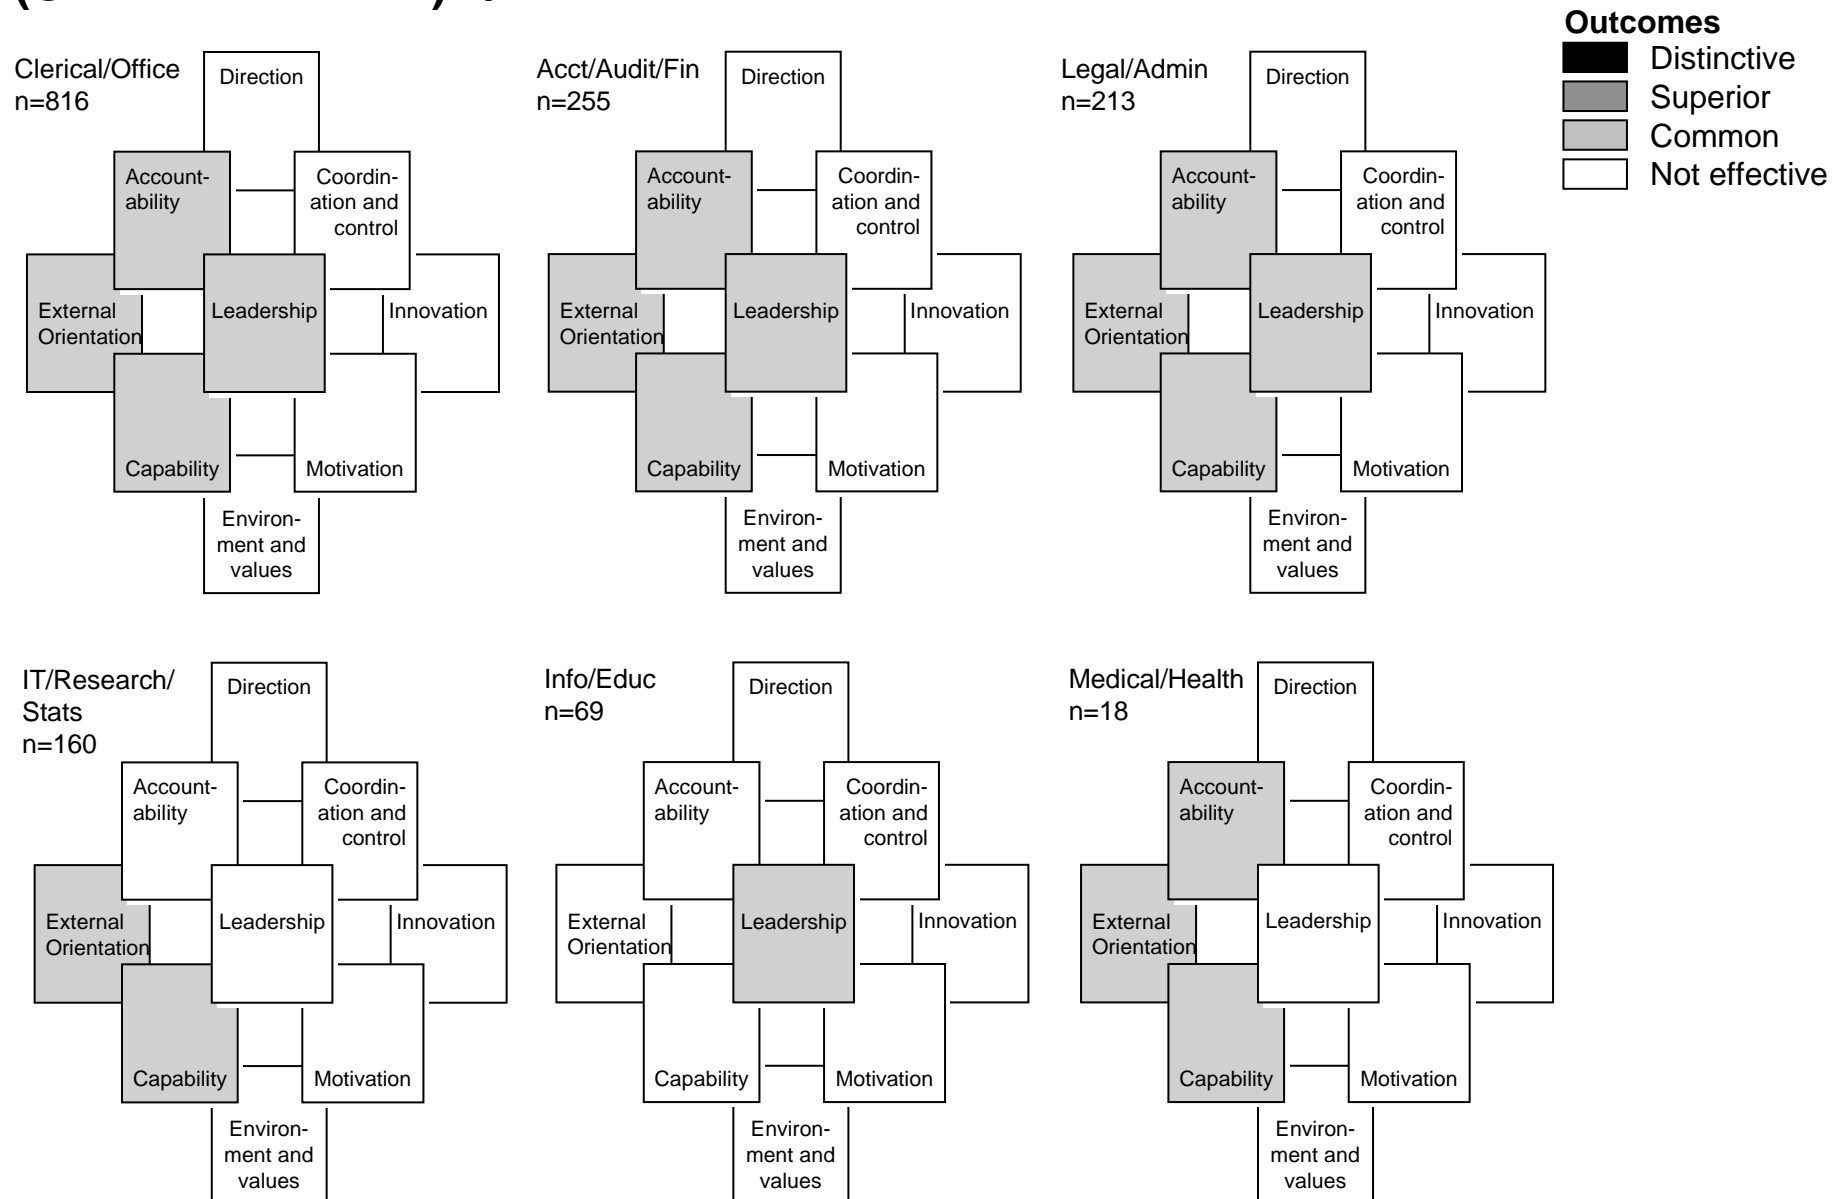 Outcomes
Distinctive
Superior
Common
Not effective
Clerical/Office
n=816
Direction
Account-
ability
Coordin-
ation and
control
External
Orientation
Leadership
Innovation
Capability
Motivation
Environ-
ment and
values
Acct/Audit/Fin
n=255
Direction
Account-
ability
Coordin-
ation and
control
External
Orientation
Leadership
Innovation
Capability
Motivation
Environ-
ment and
values
Legal/Admin
n=213
Direction
Account-
ability
Coordin-
ation and
control
External
Orientation
Leadership
Innovation
Capability
Motivation
Environ-
ment and
values
IT/Research/
Stats
n=160
Direction
Account-
ability
Coordin-
ation and
control
External
Orientation
Leadership
Innovation
Capability
Motivation
Environ-
ment and
values
Info/Educ
n=69
Direction
Account-
ability
Coordin-
ation and
control
External
Orientation
Leadership
Innovation
Capability
Motivation
Environ-
ment and
values
Medical/Health
n=18
Direction
Account-
ability
Coordin-
ation and
control
External
Orientation
Leadership
Innovation
Capability
Motivation
Environ-
ment and
values